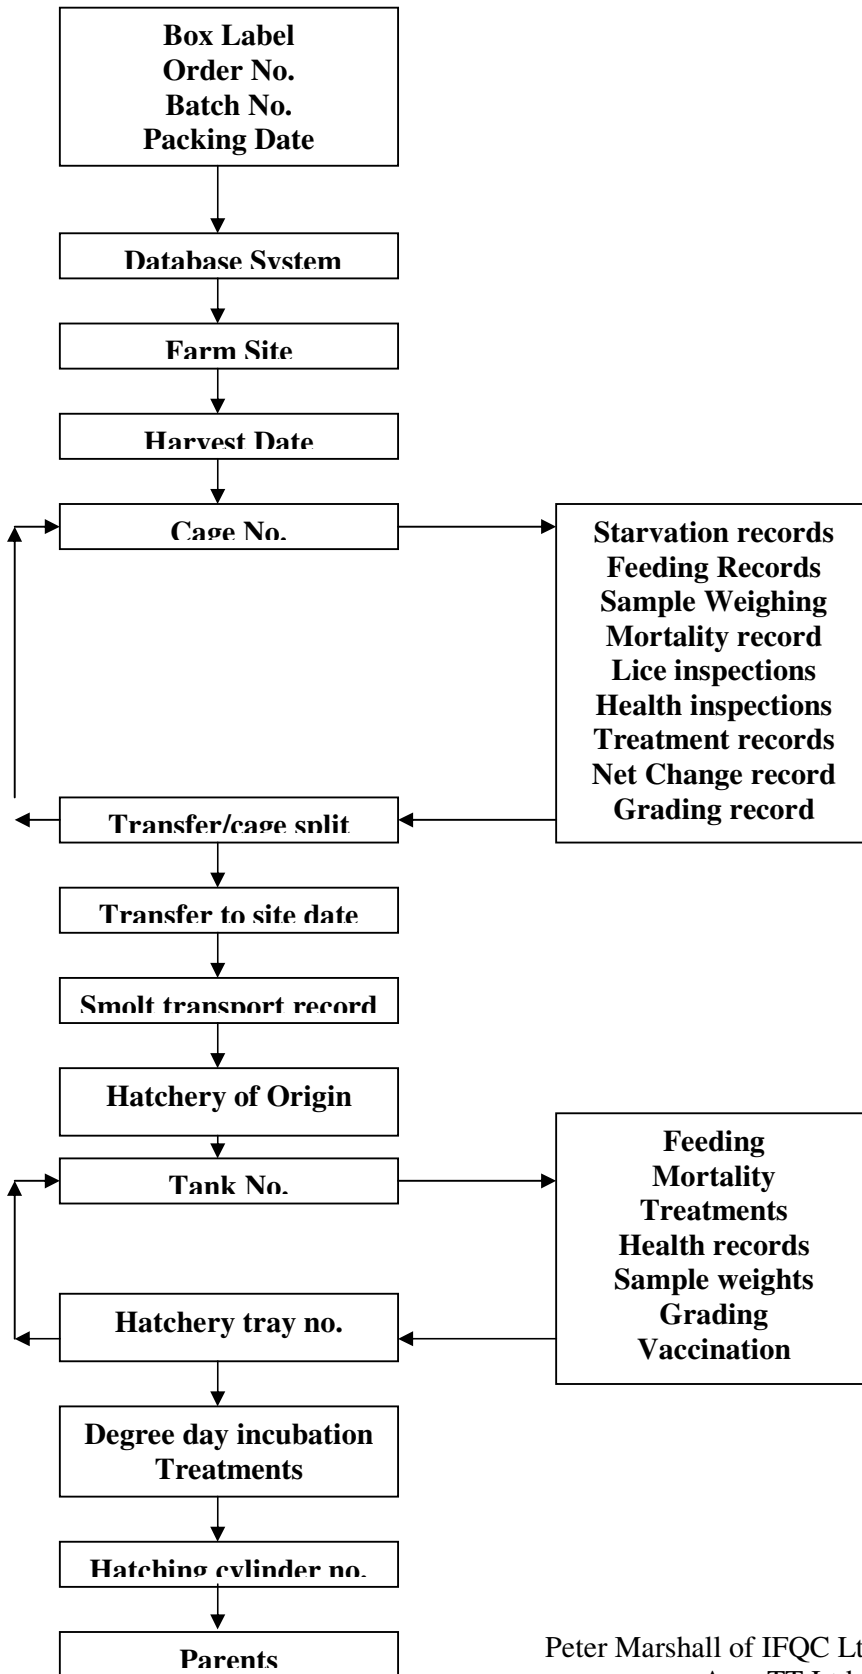 Box Label
Order No.
Batch No.
Packing Date
Database System
Farm Site
Harvest Date
Cage No.
Starvation records
Feeding Records
Sample Weighing
Mortality record
Lice inspections
Health inspections
Treatment records
Net Change record
Grading record
Transfer/cage split
Transfer to site date
Smolt transport record
Hatchery of Origin
Tank No.
Feeding
Mortality
Treatments
Health records
Sample weights
Grading
Vaccination
Hatchery tray no.
Degree day incubation
Treatments
Hatching cylinder no.
Parents
Peter Marshall of IFQC Lt